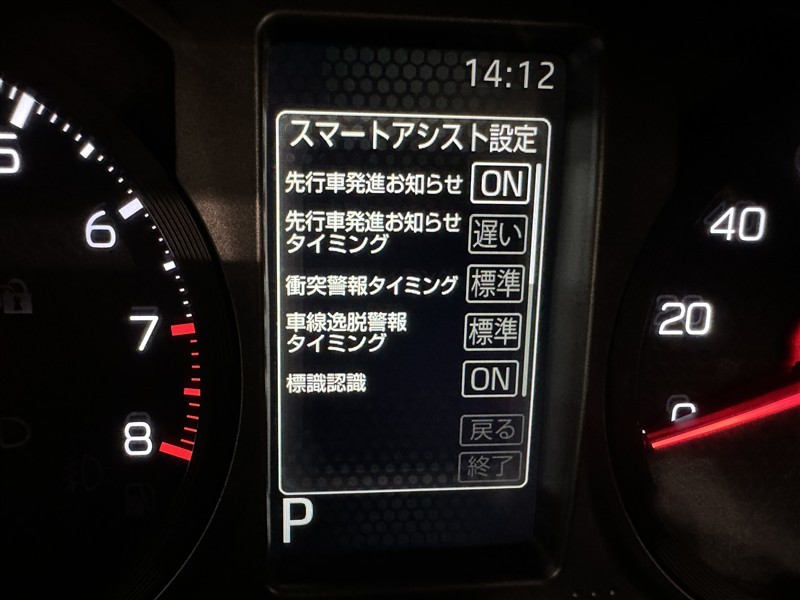 14:12
スマートアシスト設定
先行車発進お知らせ ON
先行車発進お知らせ
タイミング 遅い
衝突警報タイミング 標準
車線逸脱警報
タイミング 標準
標識認識 ON
戻る
終了
P
5
6
7
8
40
20
0